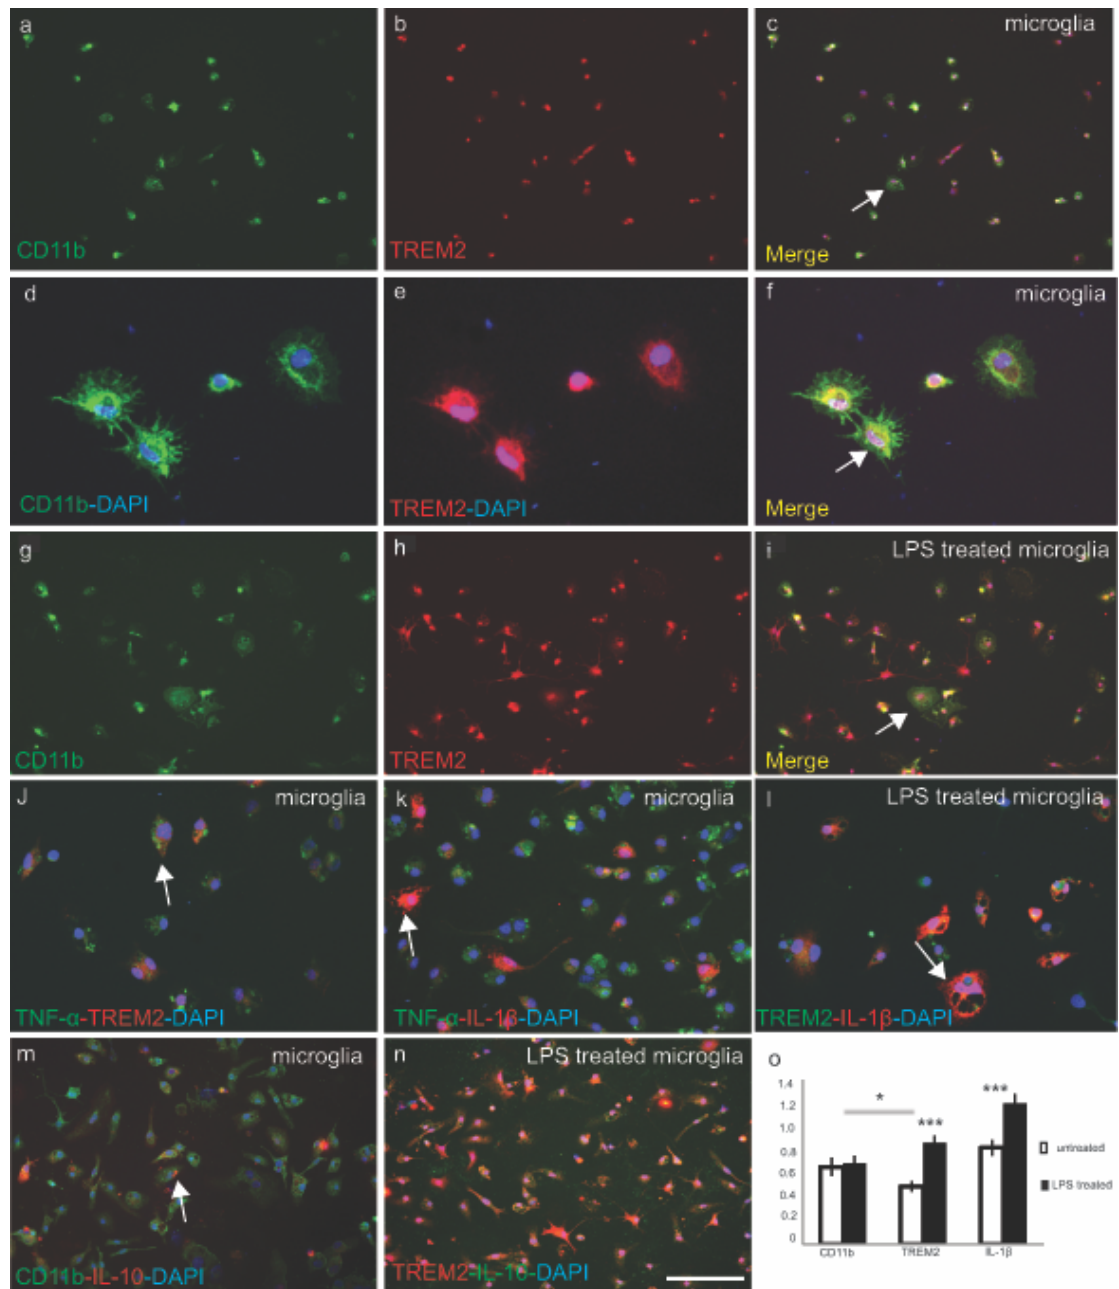 a
b
c
microglia
CD11b
TREM2
Merge
d
e
f
microglia
CD11b-DAPI
TREM2-DAPI
Merge
g
h
i
LPS treated microglia
CD11b
TREM2
Merge
J
microglia
k
microglia
l
LPS treated microglia
TNF-α-TREM2-DAPI
TNF-α-IL-1β-DAPI
TREM2-IL-1β-DAPI
m
microglia
n
LPS treated microglia
o
CD11b-IL-10-DAPI
TREM2-IL-10-DAPI
1.4
1.2
1.0
0.8
0.6
0.4
0.2
0
*
***
***
untreated
LPS treated
CD11b
TREM2
IL-1β